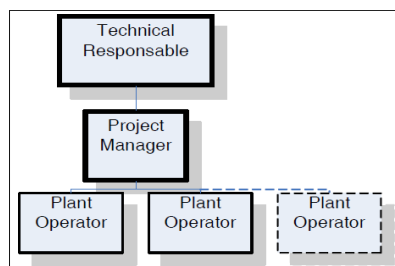 Technical
Responsable
Project
Manager
Plant
Operator
Plant
Operator
Plant
Operator